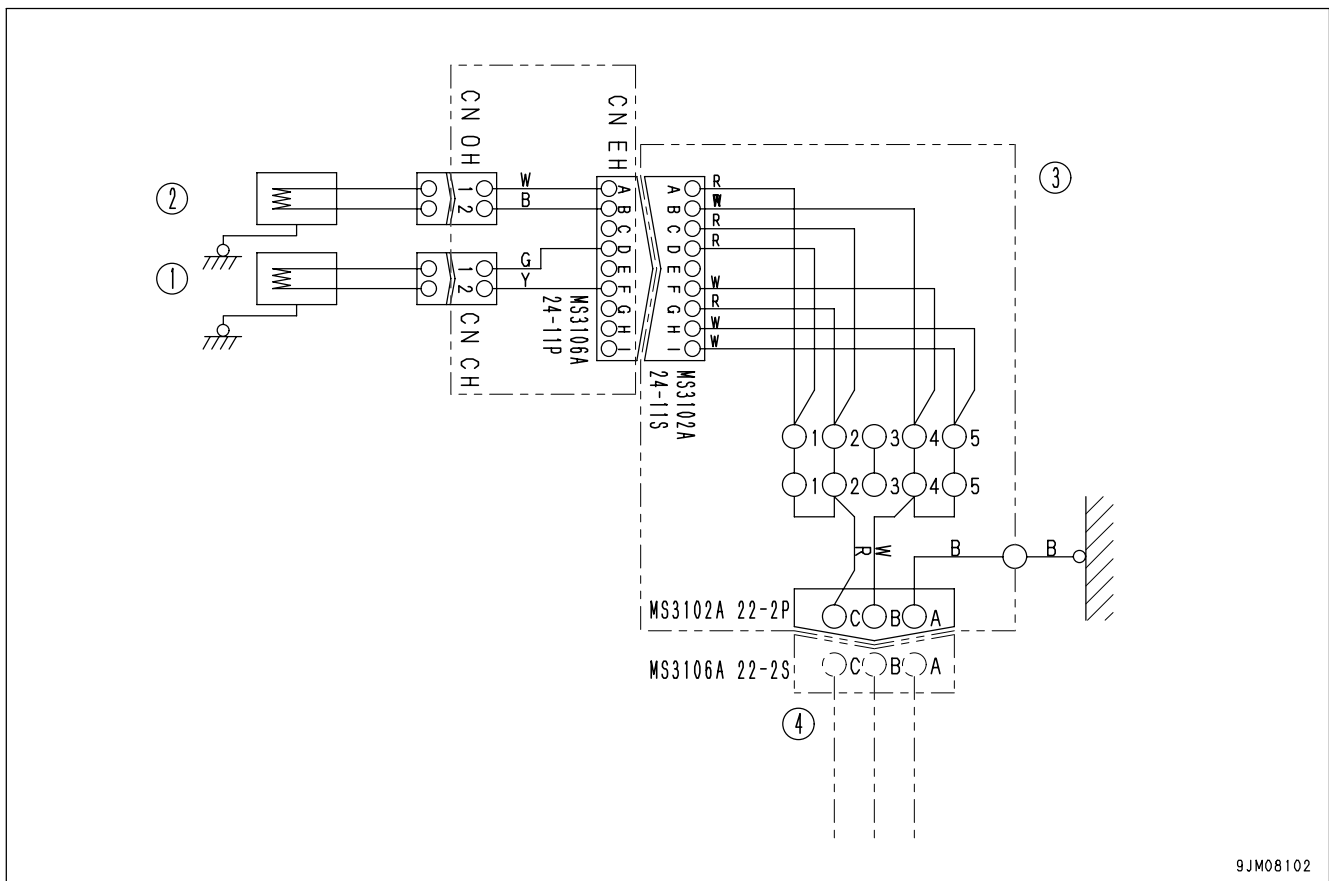 CN OH
CN EH
2
1
2
W
B
A
B
C
D
E
F
G
H
I
A
B
C
D
E
F
G
H
I
R
W
R
R
W
R
W
W
3
1
1
2
G
Y
CN CH
MS3106A
24-11P
MS3102A
24-11S
1
2
3
4
5
1
2
3
4
5
R
W
B
B
MS3102A 22-2P
C
B
A
MS3106A 22-2S
C
B
A
4
9JM08102